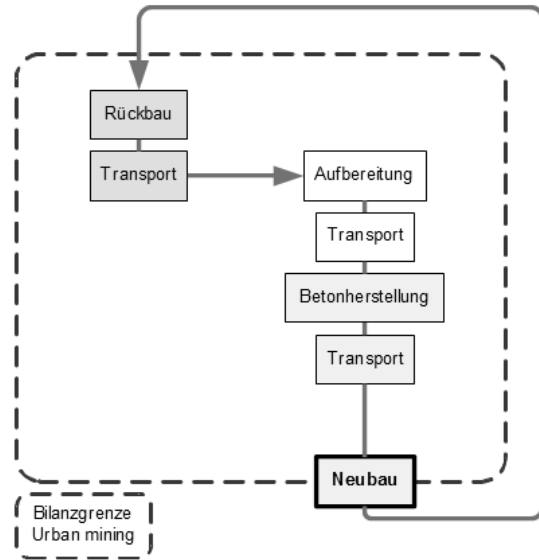 Rückbau
Transport
Aufbereitung
Transport
Betonherstellung
Transport
Neubau
Bilanzgrenze
Urban mining